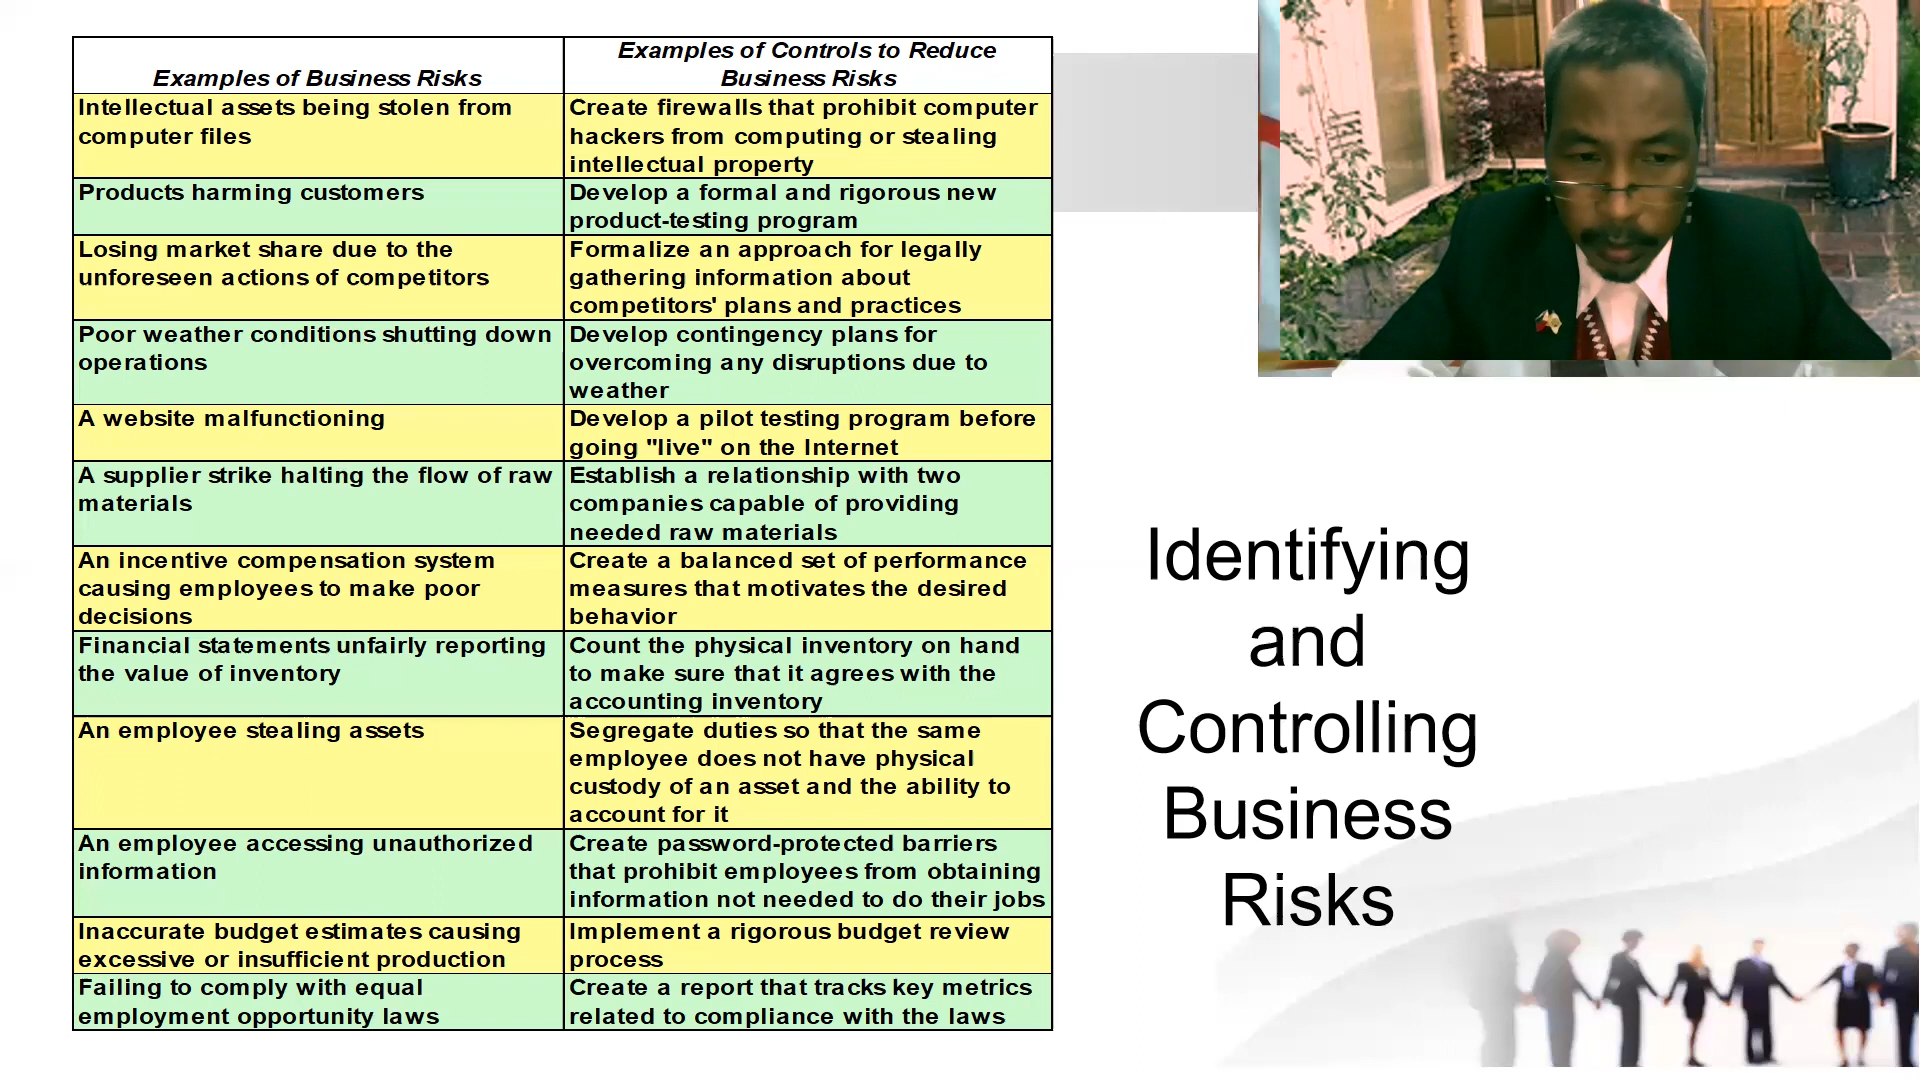 Examples of Business Risks
Examples of Controls to Reduce
Business Risks
Intellectual assets being stolen from
computer files
Create firewalls that prohibit computer
hackers from computing or stealing
intellectual property
Products harming customers
Develop a formal and rigorous new
product-testing program
Losing market share due to the
unforeseen actions of competitors
Formalize an approach for legally
gathering information about
competitors' plans and practices
Poor weather conditions shutting down
operations
Develop contingency plans for
overcoming any disruptions due to
weather
A website malfunctioning
Develop a pilot testing program before
going "live" on the Internet
A supplier strike halting the flow of raw
materials
Establish a relationship with two
companies capable of providing
needed raw materials
An incentive compensation system
causing employees to make poor
decisions
Create a balanced set of performance
measures that motivates the desired
behavior
Financial statements unfairly reporting
the value of inventory
Count the physical inventory on hand
to make sure that it agrees with the
accounting inventory
An employee stealing assets
Segregate duties so that the same
employee does not have physical
custody of an asset and the ability to
account for it
An employee accessing unauthorized
information
Create password-protected barriers
that prohibit employees from obtaining
information not needed to do their jobs
Inaccurate budget estimates causing
excessive or insufficient production
Implement a rigorous budget review
process
Failing to comply with equal
employment opportunity laws
Create a report that tracks key metrics
related to compliance with the laws
Identifying
and
Controlling
Business
Risks